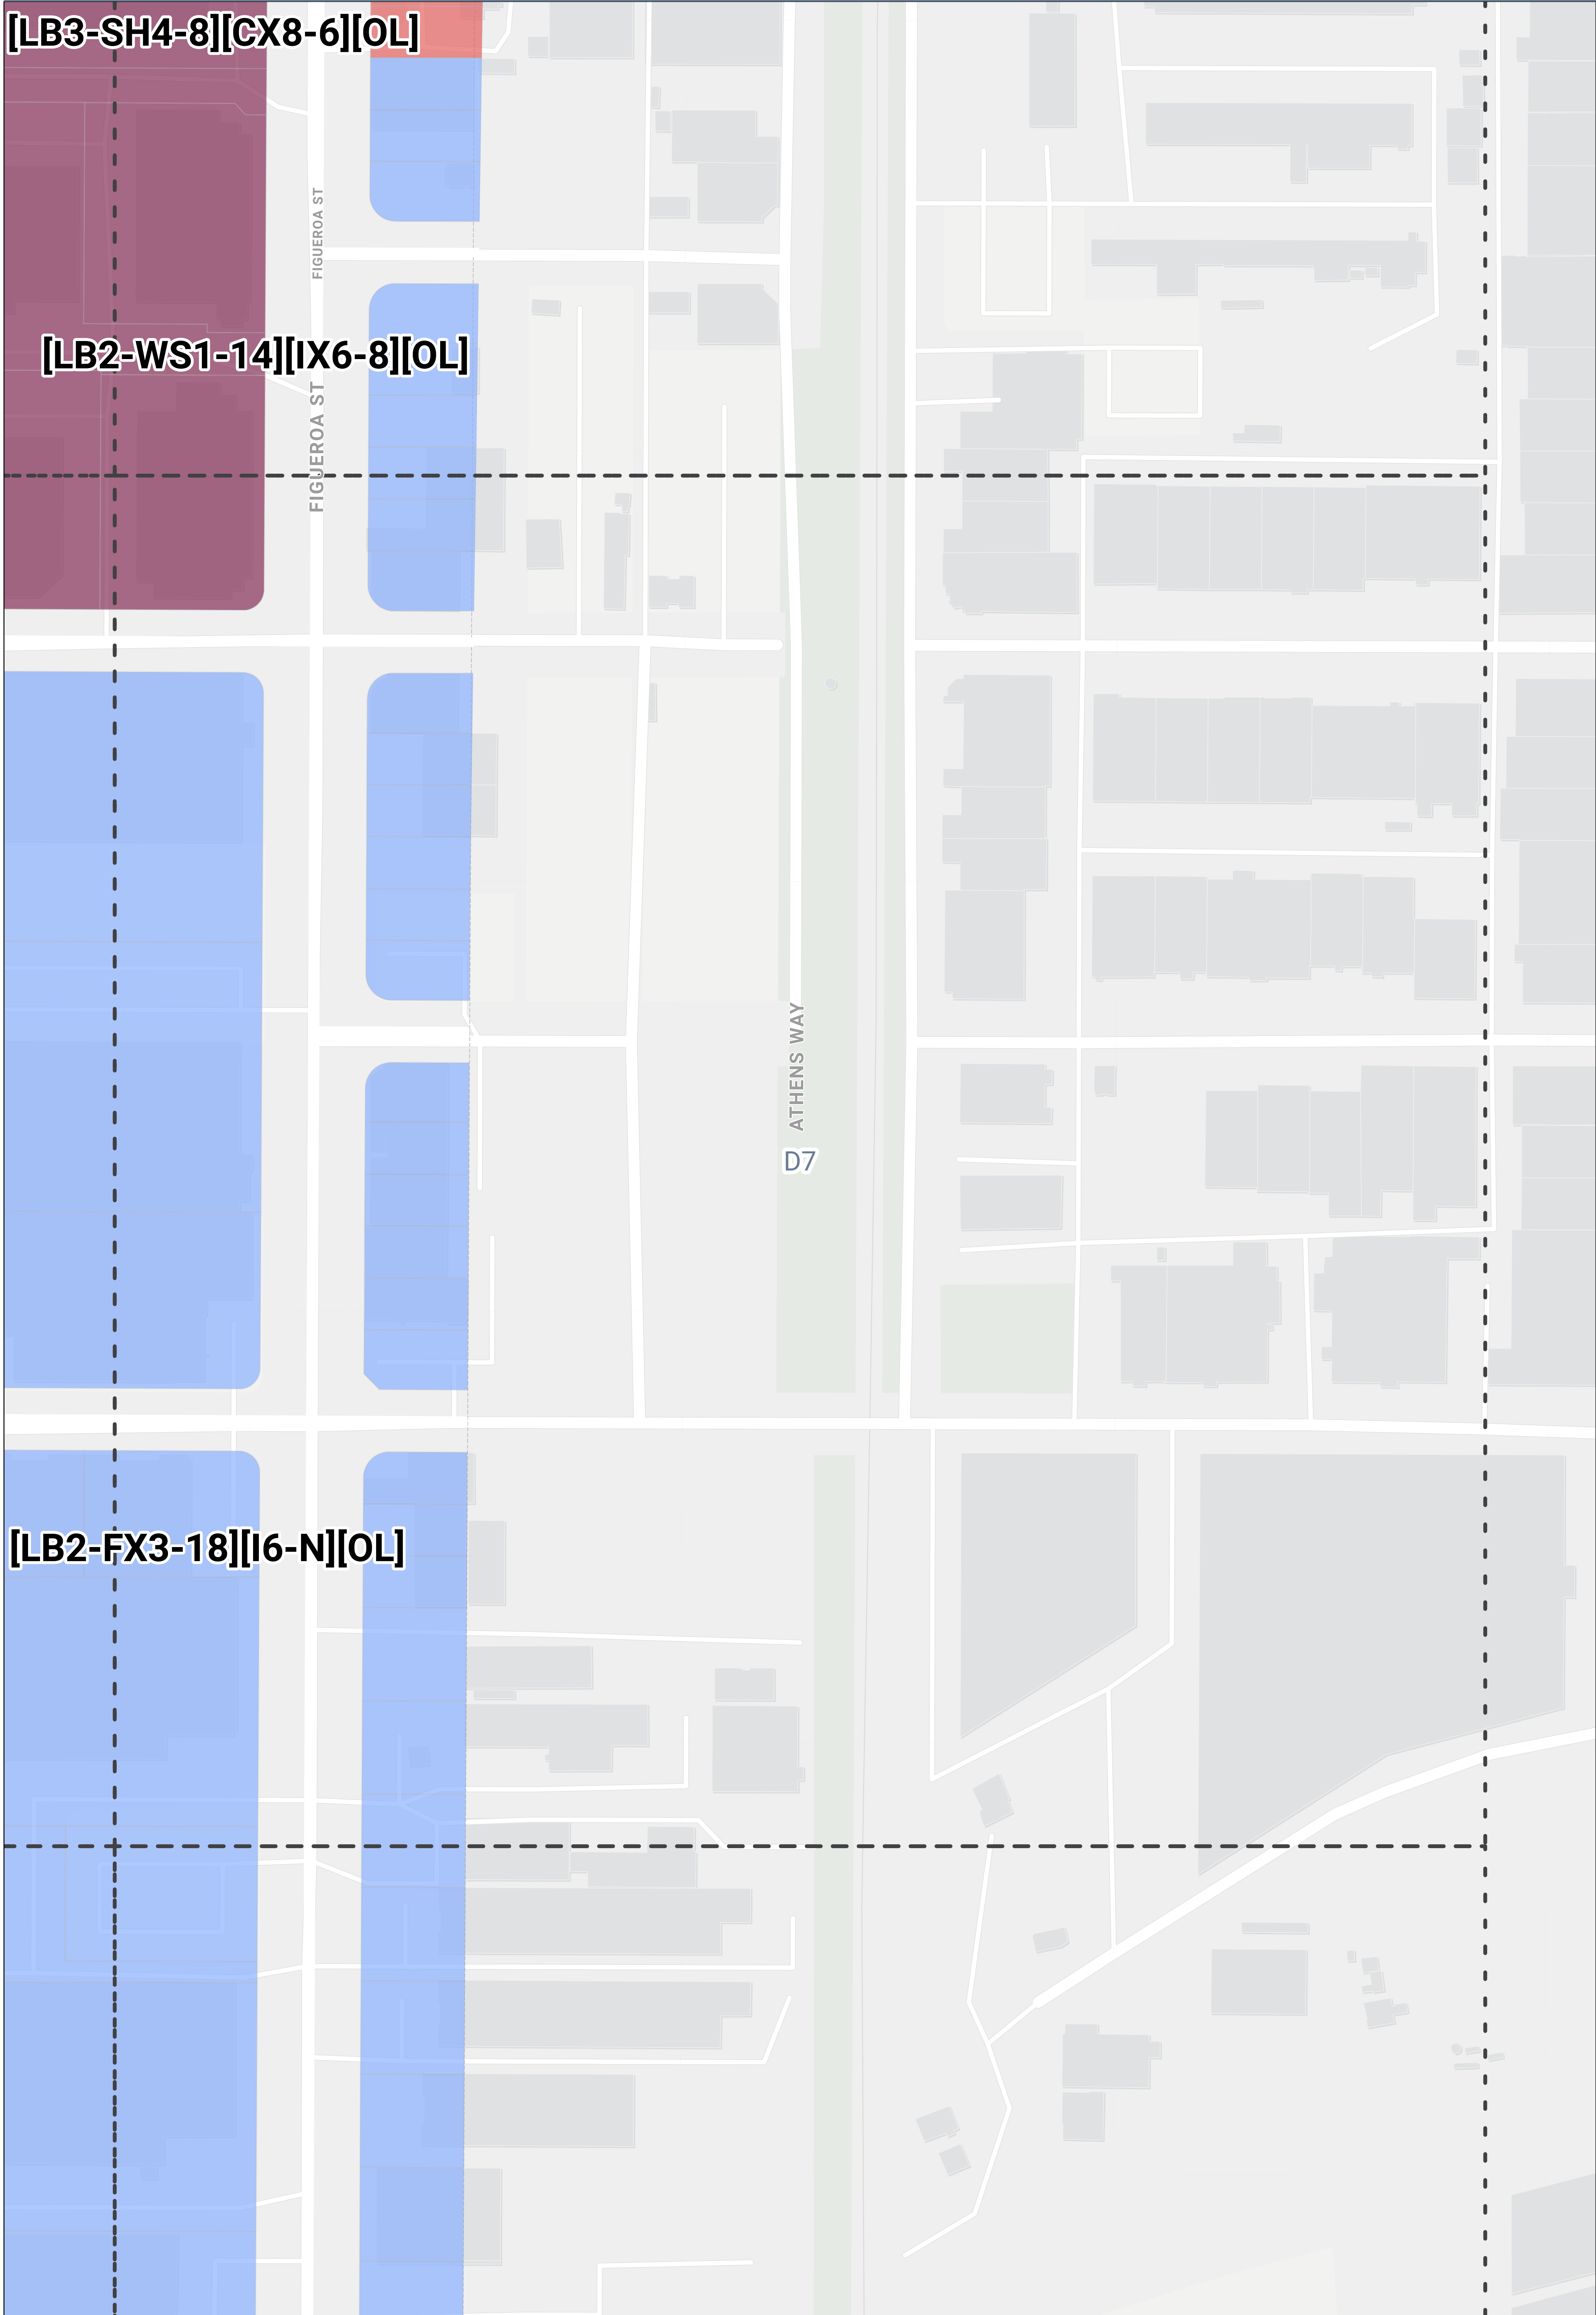 [LB3-SH4-8][CX8-6][OL]
FIGUEROA ST
[LB2-WS1-14][IX6-8][OL]
FIGUEROA ST
ATHENS WAY
D7
[LB2-FX3-18][I6-N][OL]